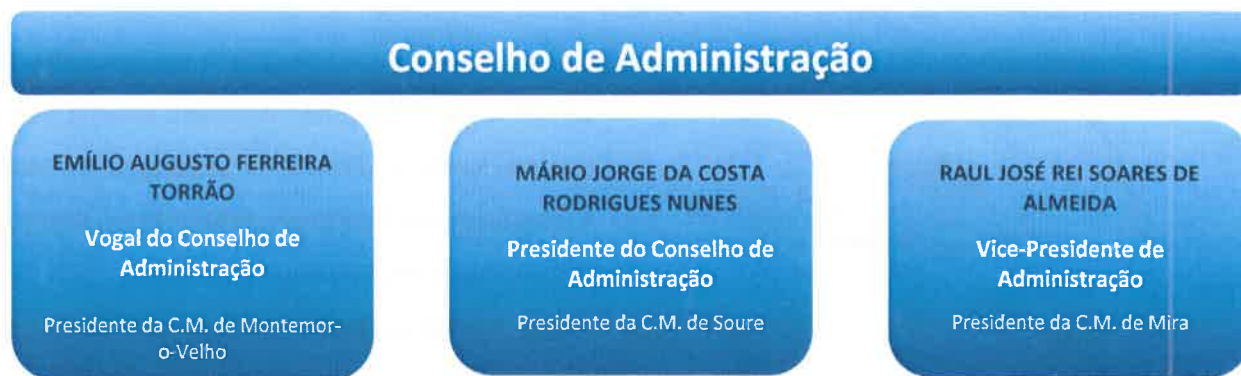 Conselho de Administração
EMÍLIO AUGUSTO FERREIRA
TORRÃO
Vogal do Conselho de
Administração
Presidente da C.M. de Montemor-
o-Velho
MÁRIO JORGE DA COSTA
RODRIGUES NUNES
Presidente do Conselho de
Administração
Presidente da C.M. de Soure
RAUL JOSÉ REI SOARES DE
ALMEIDA
Vice-Presidente de
Administração
Presidente da C.M. de Mira